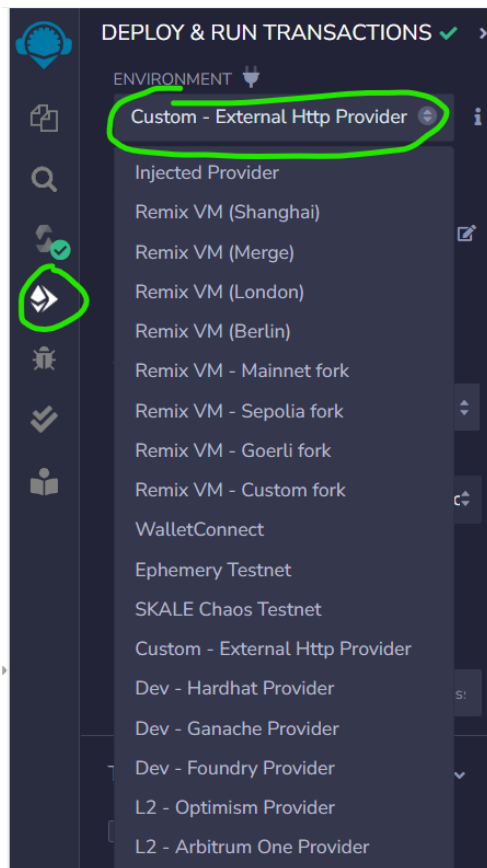 DEPLOY & RUN TRANSACTIONS
ENVIRONMENT
Custom - External Http Provider
Injected Provider
Remix VM (Shanghai)
Remix VM (Merge)
Remix VM (London)
Remix VM (Berlin)
Remix VM - Mainnet fork
Remix VM - Sepolia fork
Remix VM - Goerli fork
Remix VM - Custom fork
WalletConnect
Ephemery Testnet
SKALE Chaos Testnet
Custom - External Http Provider
Dev - Hardhat Provider
Dev - Ganache Provider
Dev - Foundry Provider
L2 - Optimism Provider
L2 - Arbitrum One Provider